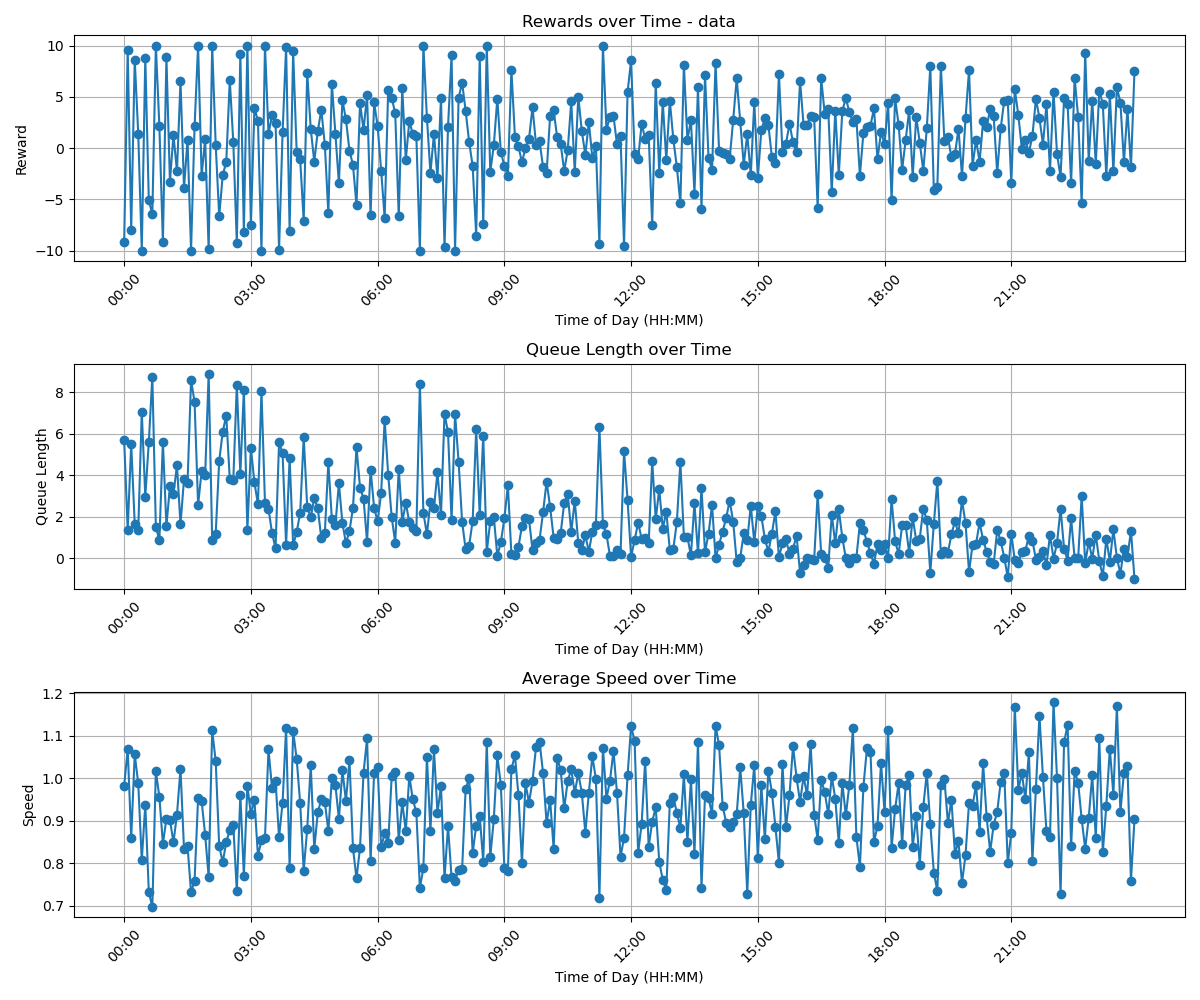 Rewards over Time - data
10
5
0
−5
−10
Reward
00:00 03:00 06:00 09:00 12:00 15:00 18:00 21:00
Time of Day (HH:MM)
Queue Length over Time
8
6
4
2
0
Queue Length
00:00 03:00 06:00 09:00 12:00 15:00 18:00 21:00
Time of Day (HH:MM)
Average Speed over Time
1.2
1.1
1.0
0.9
0.8
0.7
Speed
00:00 03:00 06:00 09:00 12:00 15:00 18:00 21:00
Time of Day (HH:MM)